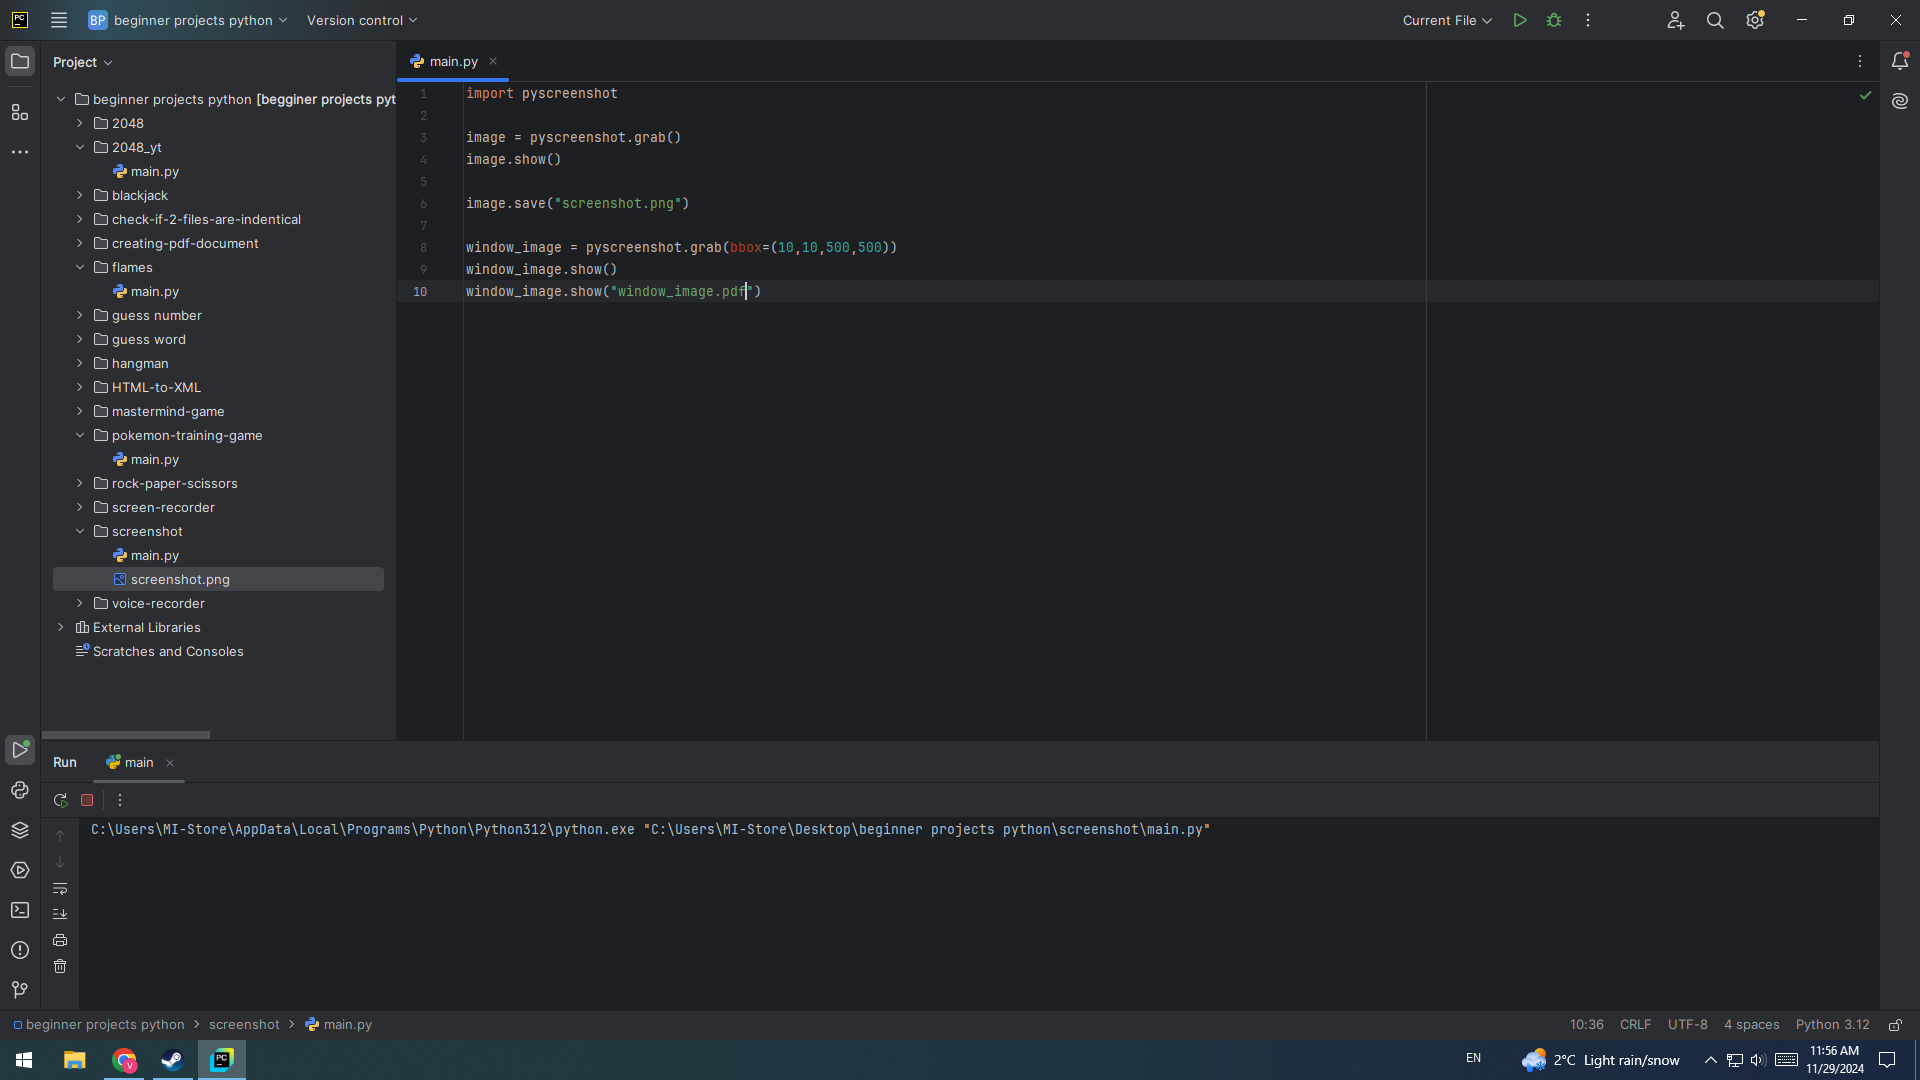 PC
BP beginner projects python
Version control
Current File
Project
main.py
beginner projects python [begginer projects pyt
2048
2048_yt
main.py
blackjack
check-if-2-files-are-indentical
creating-pdf-document
flames
main.py
guess number
guess word
hangman
HTML-to-XML
mastermind-game
pokemon-training-game
main.py
rock-paper-scissors
screen-recorder
screenshot
main.py
screenshot.png
voice-recorder
External Libraries
Scratches and Consoles
1 import pyscreenshot
2
3 image = pyscreenshot.grab()
4 image.show()
5
6 image.save("screenshot.png")
7
8 window_image = pyscreenshot.grab(bbox=(10,10,500,500))
9 window_image.show()
10 window_image.show("window_image.pdf")
Run main
C:\Users\MI-Store\AppData\Local\Programs\Python\Python312\python.exe "C:\Users\MI-Store\Desktop\beginner projects python\screenshot\main.py"
beginner projects python > screenshot > main.py
10:36 CRLF UTF-8 4 spaces Python 3.12
V
PC
EN
2°C Light rain/snow
11:56 AM
11/29/2024